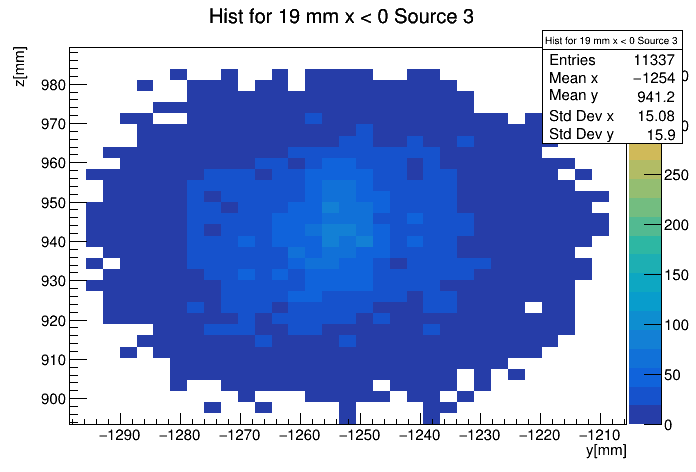 Hist for 19 mm x < 0 Source 3
Hist for 19 mm x < 0 Source 3
Entries 11337
Mean x −1254
Mean y 941.2
Std Dev x 15.08
Std Dev y 15.9
z[mm]
980
970
960
950
940
930
920
910
900
−1290 −1280 −1270 −1260 −1250 −1240 −1230 −1220 −1210
y[mm]
250
200
150
100
50
0